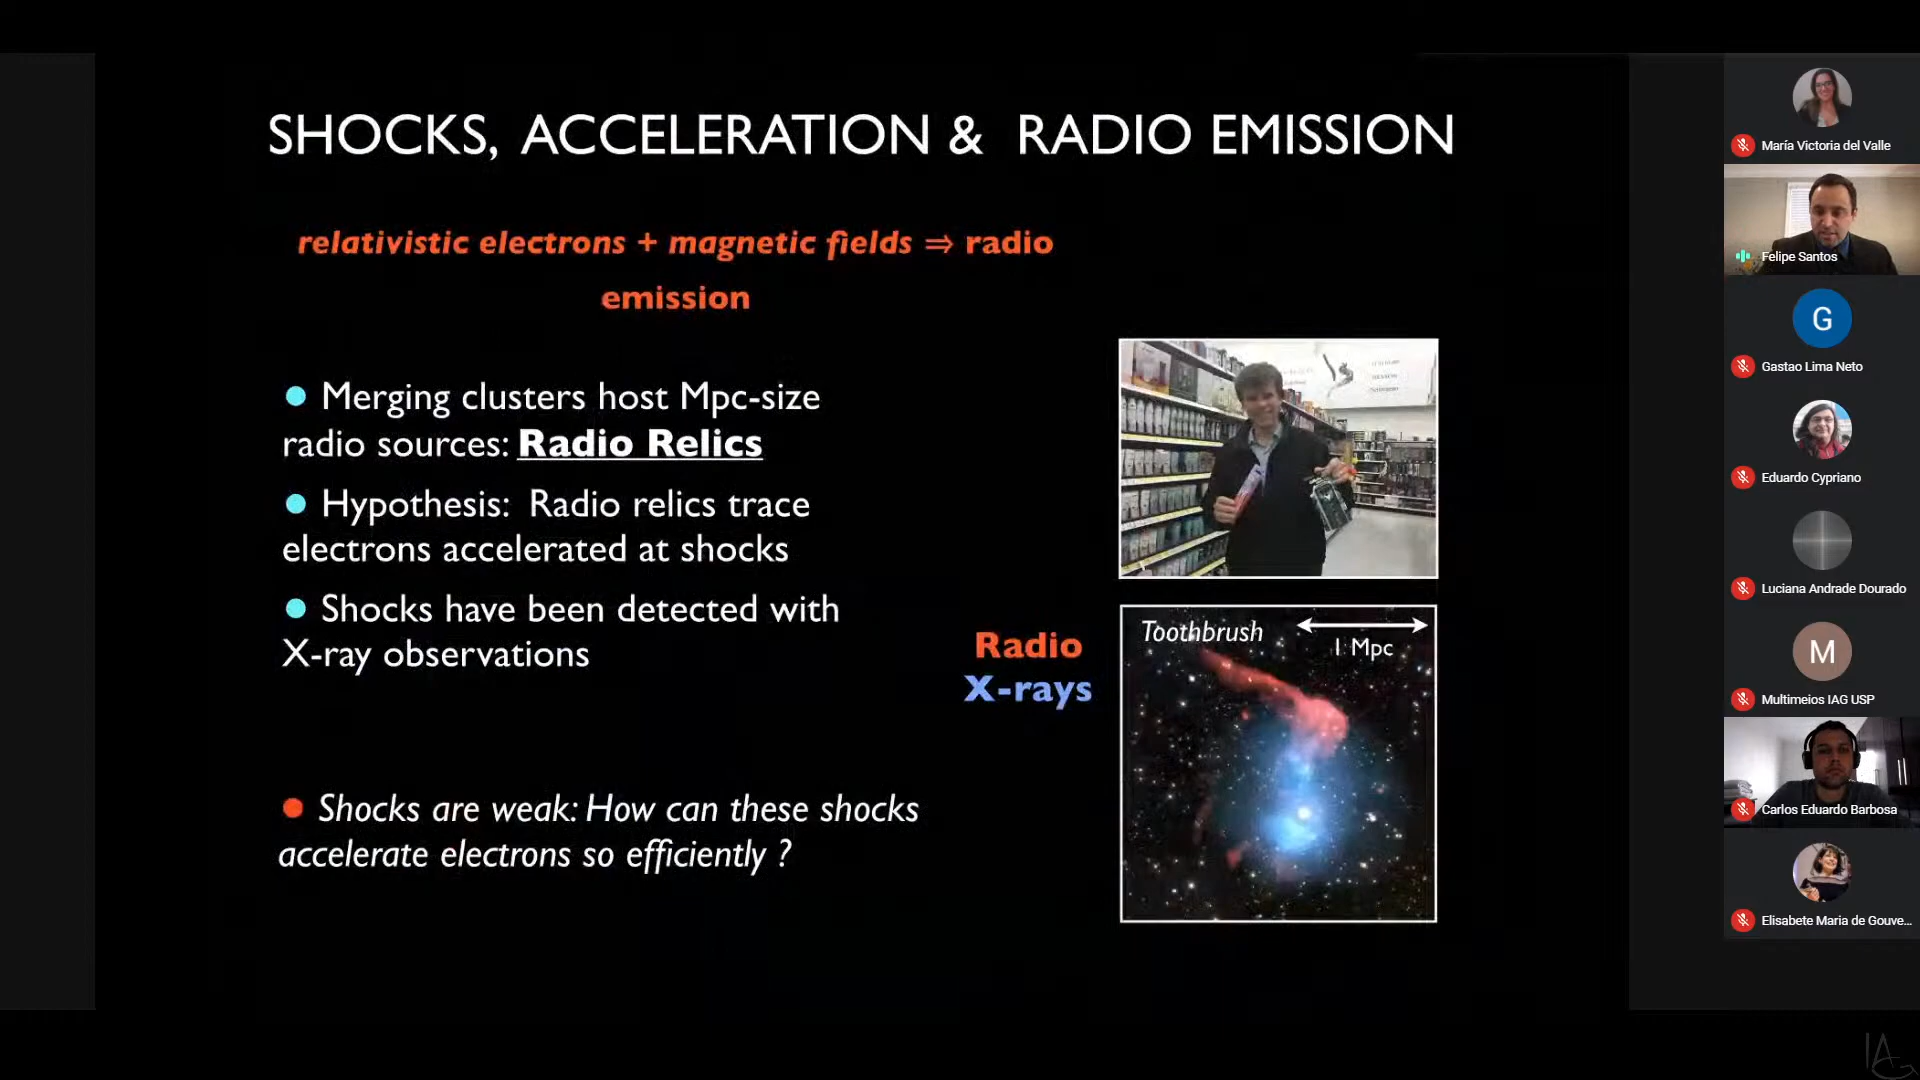 SHOCKS, ACCELERATION & RADIO EMISSION
relativistic electrons + magnetic fields ⇒ radio
emission
● Merging clusters host Mpc-size
radio sources: Radio Relics
● Hypothesis: Radio relics trace
electrons accelerated at shocks
● Shocks have been detected with
X-ray observations
● Shocks are weak: How can these shocks
accelerate electrons so efficiently ?
Radio
X-rays
Toothbrush
1 Mpc
María Victoria del Valle
Felipe Santos
G
Gastao Lima Neto
Eduardo Cypriano
Luciana Andrade Dourado
M
Multimeios IAG USP
Carlos Eduardo Barbosa
Elisabete Maria de Gouve...
IAG